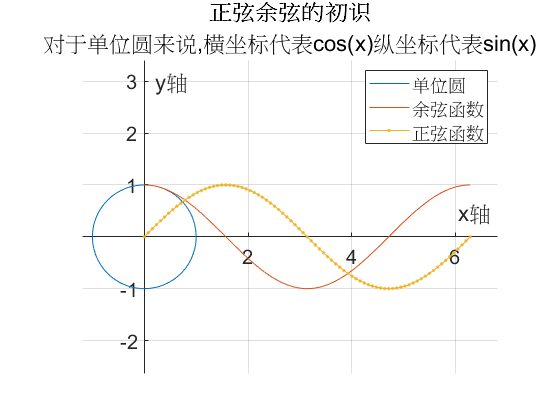 正弦余弦的初识
对于单位圆来说,横坐标代表cos(x)纵坐标代表sin(x)
3
y轴
单位圆
余弦函数
正弦函数
2
1
x轴
2
4
6
-1
-2